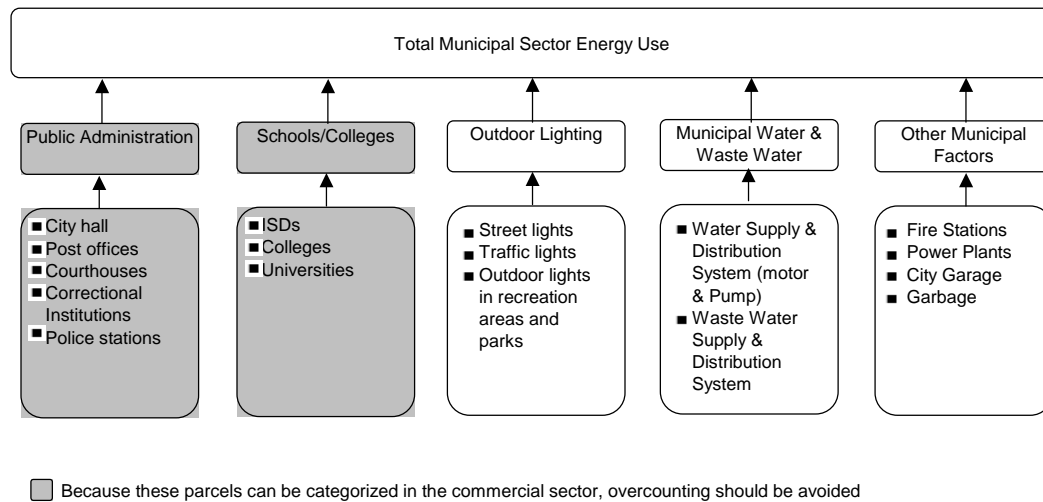 Total Municipal Sector Energy Use
Public Administration
Schools/Colleges
Outdoor Lighting
Municipal Water &
Waste Water
Other Municipal
Factors
■ City hall
■ Post offices
■ Courthouses
■ Correctional
Institutions
■ Police stations
■ ISDs
■ Colleges
■ Universities
■ Street lights
■ Traffic lights
■ Outdoor lights
in recreation
areas and
parks
■ Water Supply &
Distribution
System (motor
& Pump)
■ Waste Water
Supply &
Distribution
System
■ Fire Stations
■ Power Plants
■ City Garage
■ Garbage
Because these parcels can be categorized in the commercial sector, overcounting should be avoided